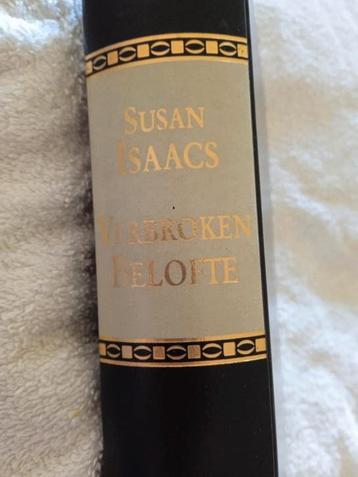 SUSAN
ISAACS
VERBROKEN
BELOFTE